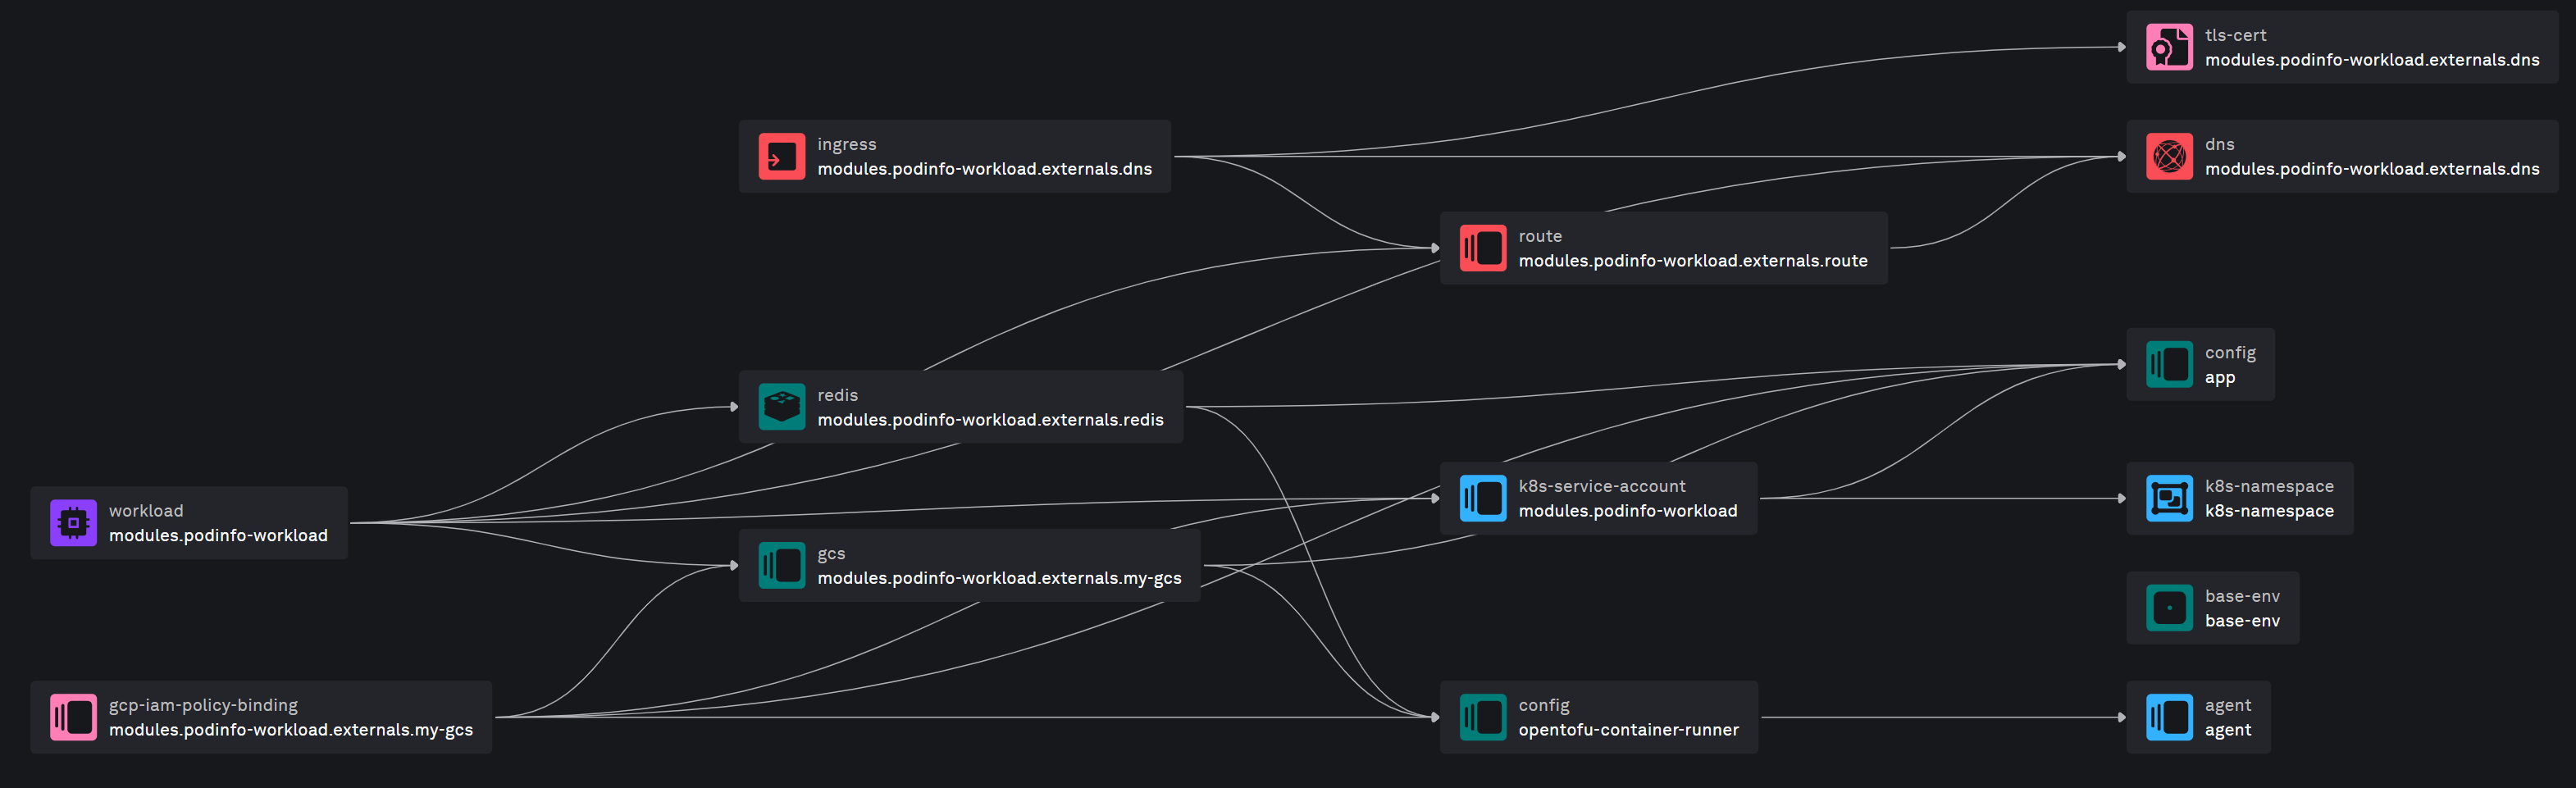 tls-cert
modules.podinfo-workload.externals.dns
ingress
modules.podinfo-workload.externals.dns
dns
modules.podinfo-workload.externals.dns
route
modules.podinfo-workload.externals.route
config
app
redis
modules.podinfo-workload.externals.redis
k8s-service-account
modules.podinfo-workload
k8s-namespace
k8s-namespace
workload
modules.podinfo-workload
gcs
modules.podinfo-workload.externals.my-gcs
base-env
base-env
gcp-iam-policy-binding
modules.podinfo-workload.externals.my-gcs
config
opentofu-container-runner
agent
agent